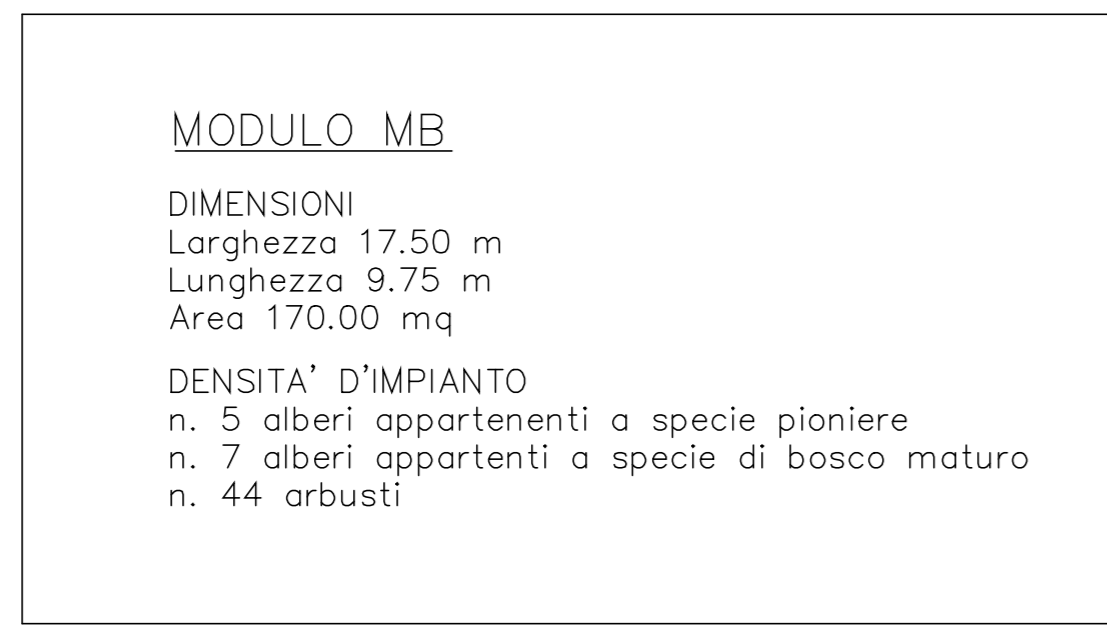 MODULO MB
DIMENSIONI
Larghezza 17.50 m
Lunghezza 9.75 m
Area 170.00 mq
DENSITA' D'IMPIANTO
n. 5 alberi appartenenti a specie pioniere
n. 7 alberi appartenti a specie di bosco maturo
n. 44 arbusti